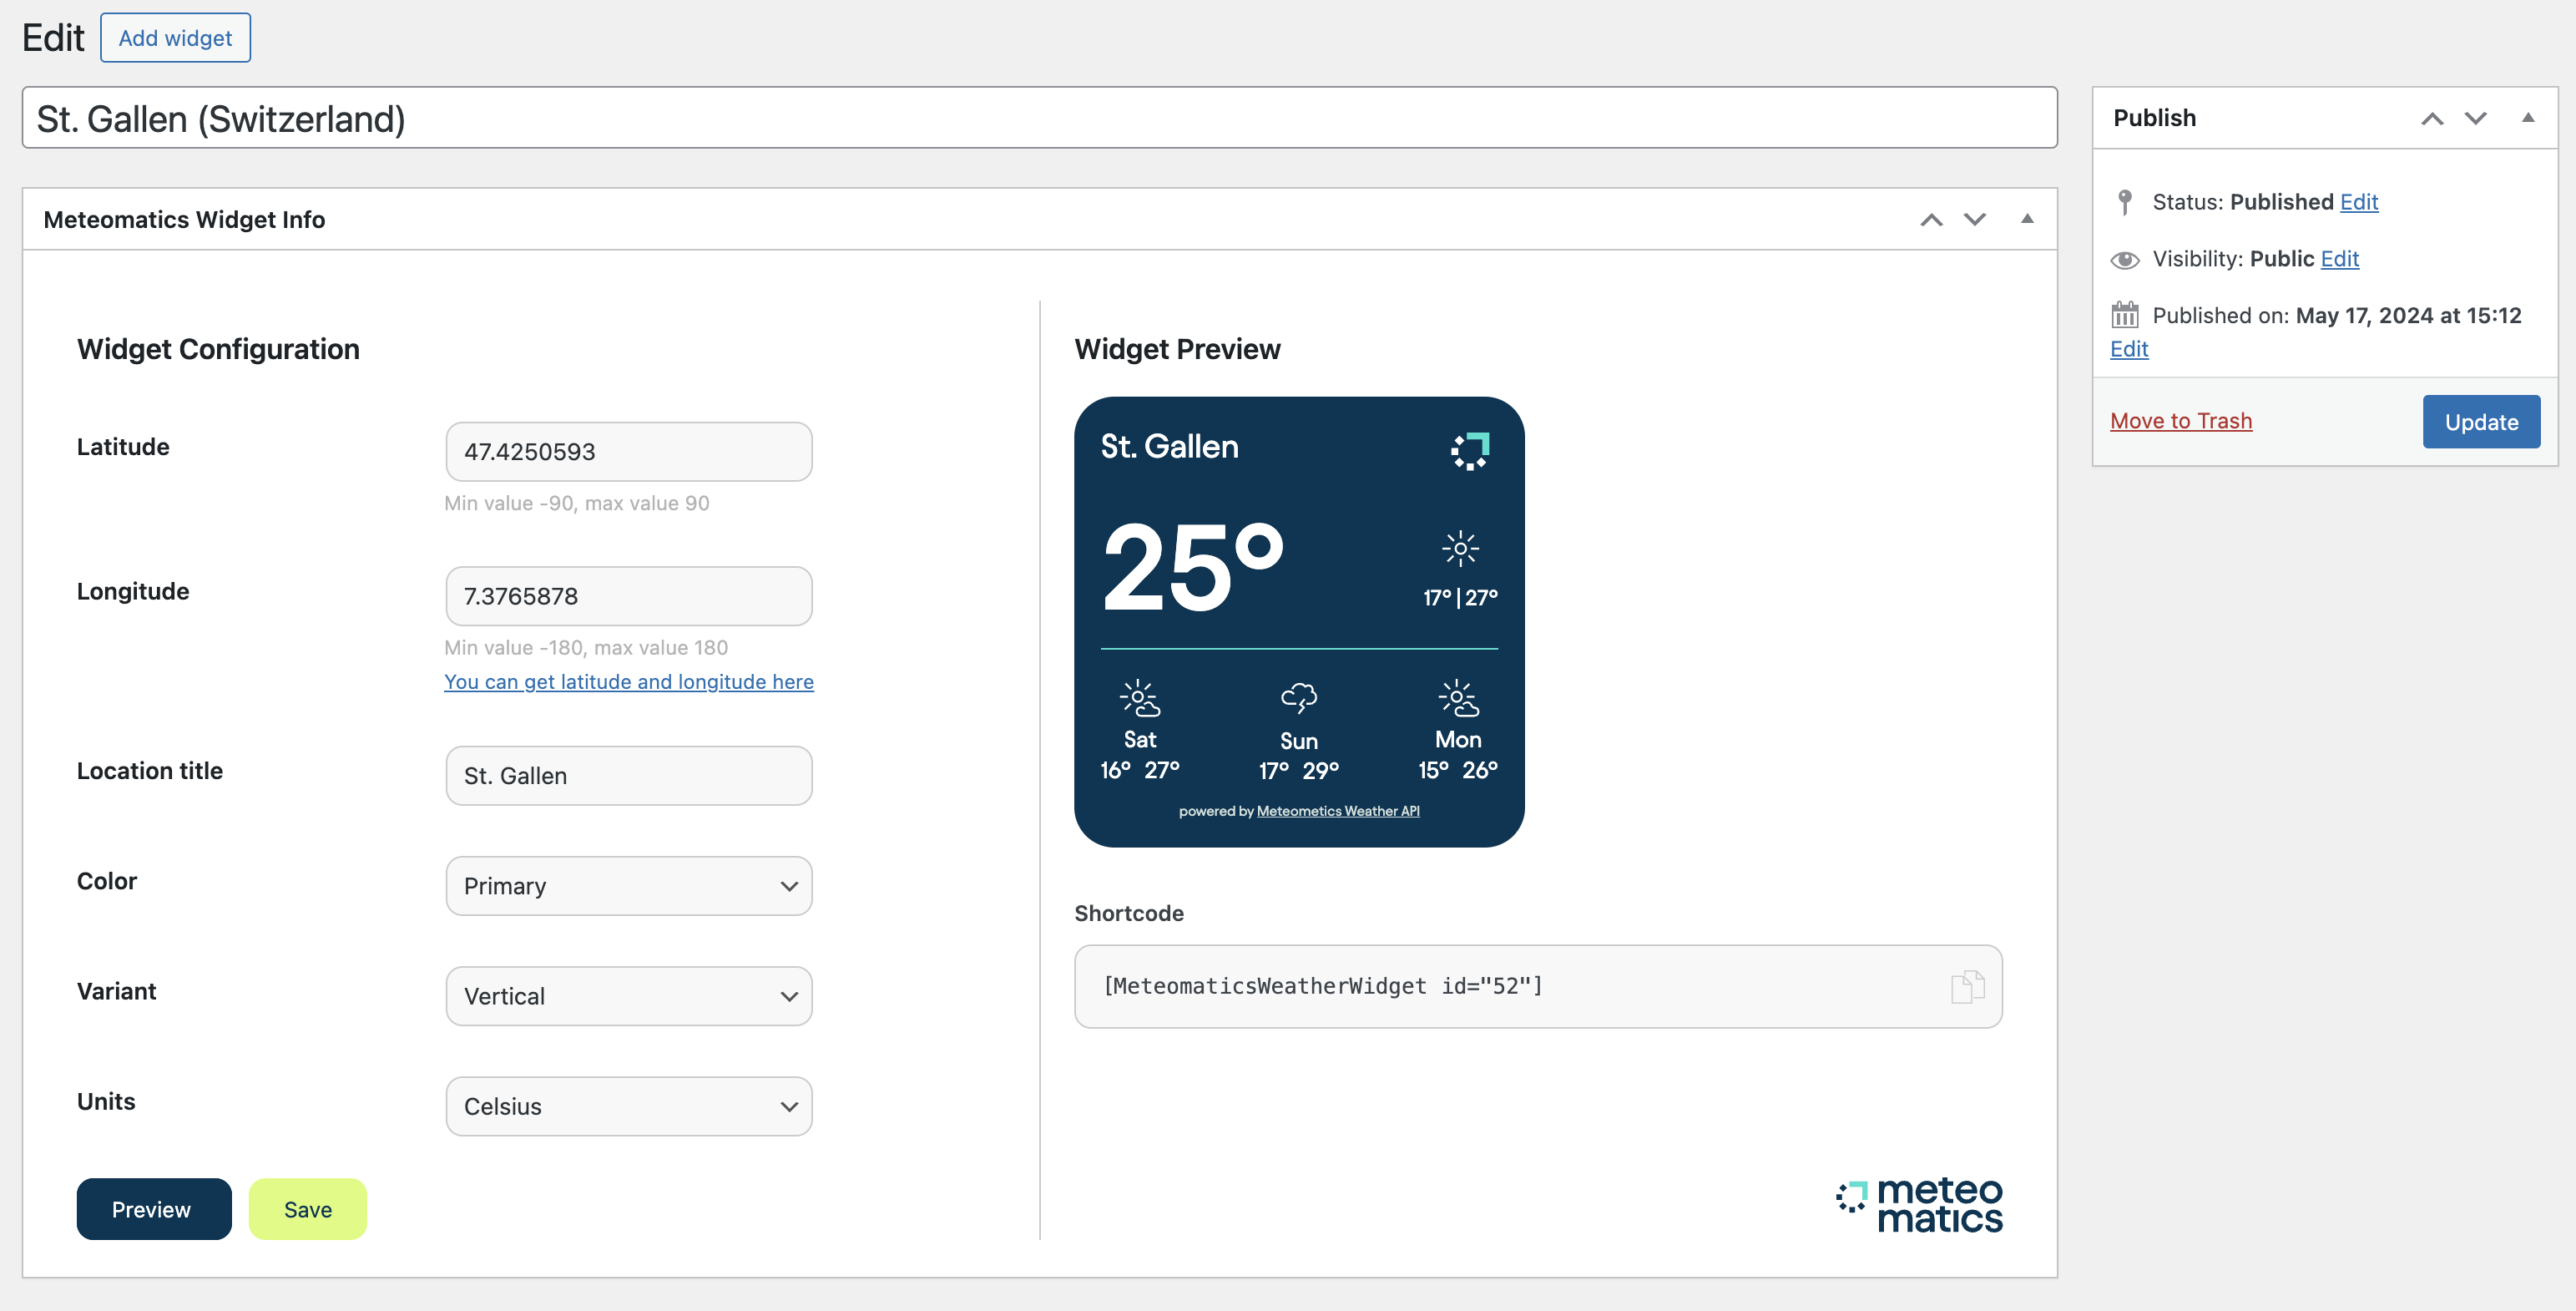 Edit
Add widget
St. Gallen (Switzerland)
Meteomatics Widget Info
Widget Configuration
Latitude
47.4250593
Min value -90, max value 90
Longitude
7.3765878
Min value -180, max value 180
You can get latitude and longitude here
Location title
St. Gallen
Color
Primary
Variant
Vertical
Units
Celsius
Preview
Save
Widget Preview
St. Gallen
25°
17° | 27°
Sat
16° 27°
Sun
17° 29°
Mon
15° 26°
powered by Meteometics Weather API
Shortcode
[MeteomaticsWeatherWidget id="52"]
meteo
matics
Publish
Status: Published Edit
Visibility: Public Edit
Published on: May 17, 2024 at 15:12
Edit
Move to Trash
Update